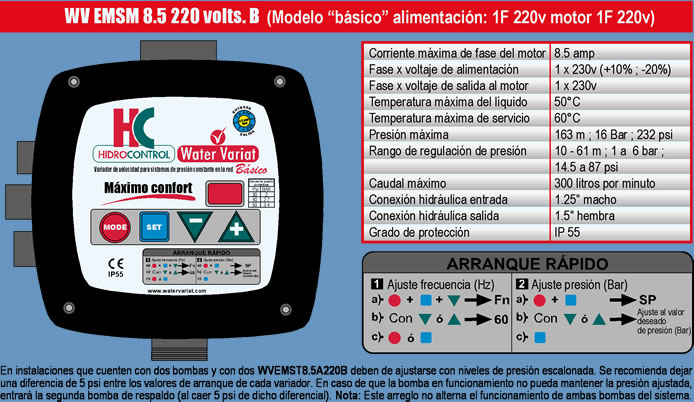 WV EMSM 8.5 220 volts. B (Modelo “básico” alimentación: 1F 220v motor 1F 220v)
HC
HIDROCONTROL
Water Variat
Básico
Variador de velocidad para sistemas de presión constante en la red
Máximo confort
MODE
SET
CE
IP55
ARRANQUE RÁPIDO
1 Ajuste frecuencia (Hz) 2 Ajuste presión (Bar)
www.watervariat.com
Corriente máxima de fase del motor 8.5 amp
Fase x voltaje de alimentación 1 x 230v (+10% ; -20%)
Fase x voltaje de salida al motor 1 x 230v
Temperatura máxima del líquido 50°C
Temperatura máxima de servicio 60°C
Presión máxima 163 m ; 16 Bar ; 232 psi
Rango de regulación de presión 10 - 61 m ; 1 a 6 bar ;
14.5 a 87 psi
Caudal máximo 300 litros por minuto
Conexión hidráulica entrada 1.25" macho
Conexión hidráulica salida 1.5" hembra
Grado de protección IP 55
ARRANQUE RÁPIDO
1 Ajuste frecuencia (Hz) 2 Ajuste presión (Bar)
a) + + Fn a) + SP
b) Con ó 60 b) Con ó Ajuste al valor deseado de presión (Bar)
c) ó c)
En instalaciones que cuenten con dos bombas y con dos WVEMST8.5A220B deben de ajustarse con niveles de presión escalonada. Se recomienda dejar
una diferencia de 5 psi entre los valores de arranque de cada variador. En caso de que la bomba en funcionamiento no pueda mantener la presión ajustada,
entrará la segunda bomba de respaldo (al caer 5 psi de dicho diferencial). Nota: Este arreglo no alterna el funcionamiento de ambas bombas del sistema.